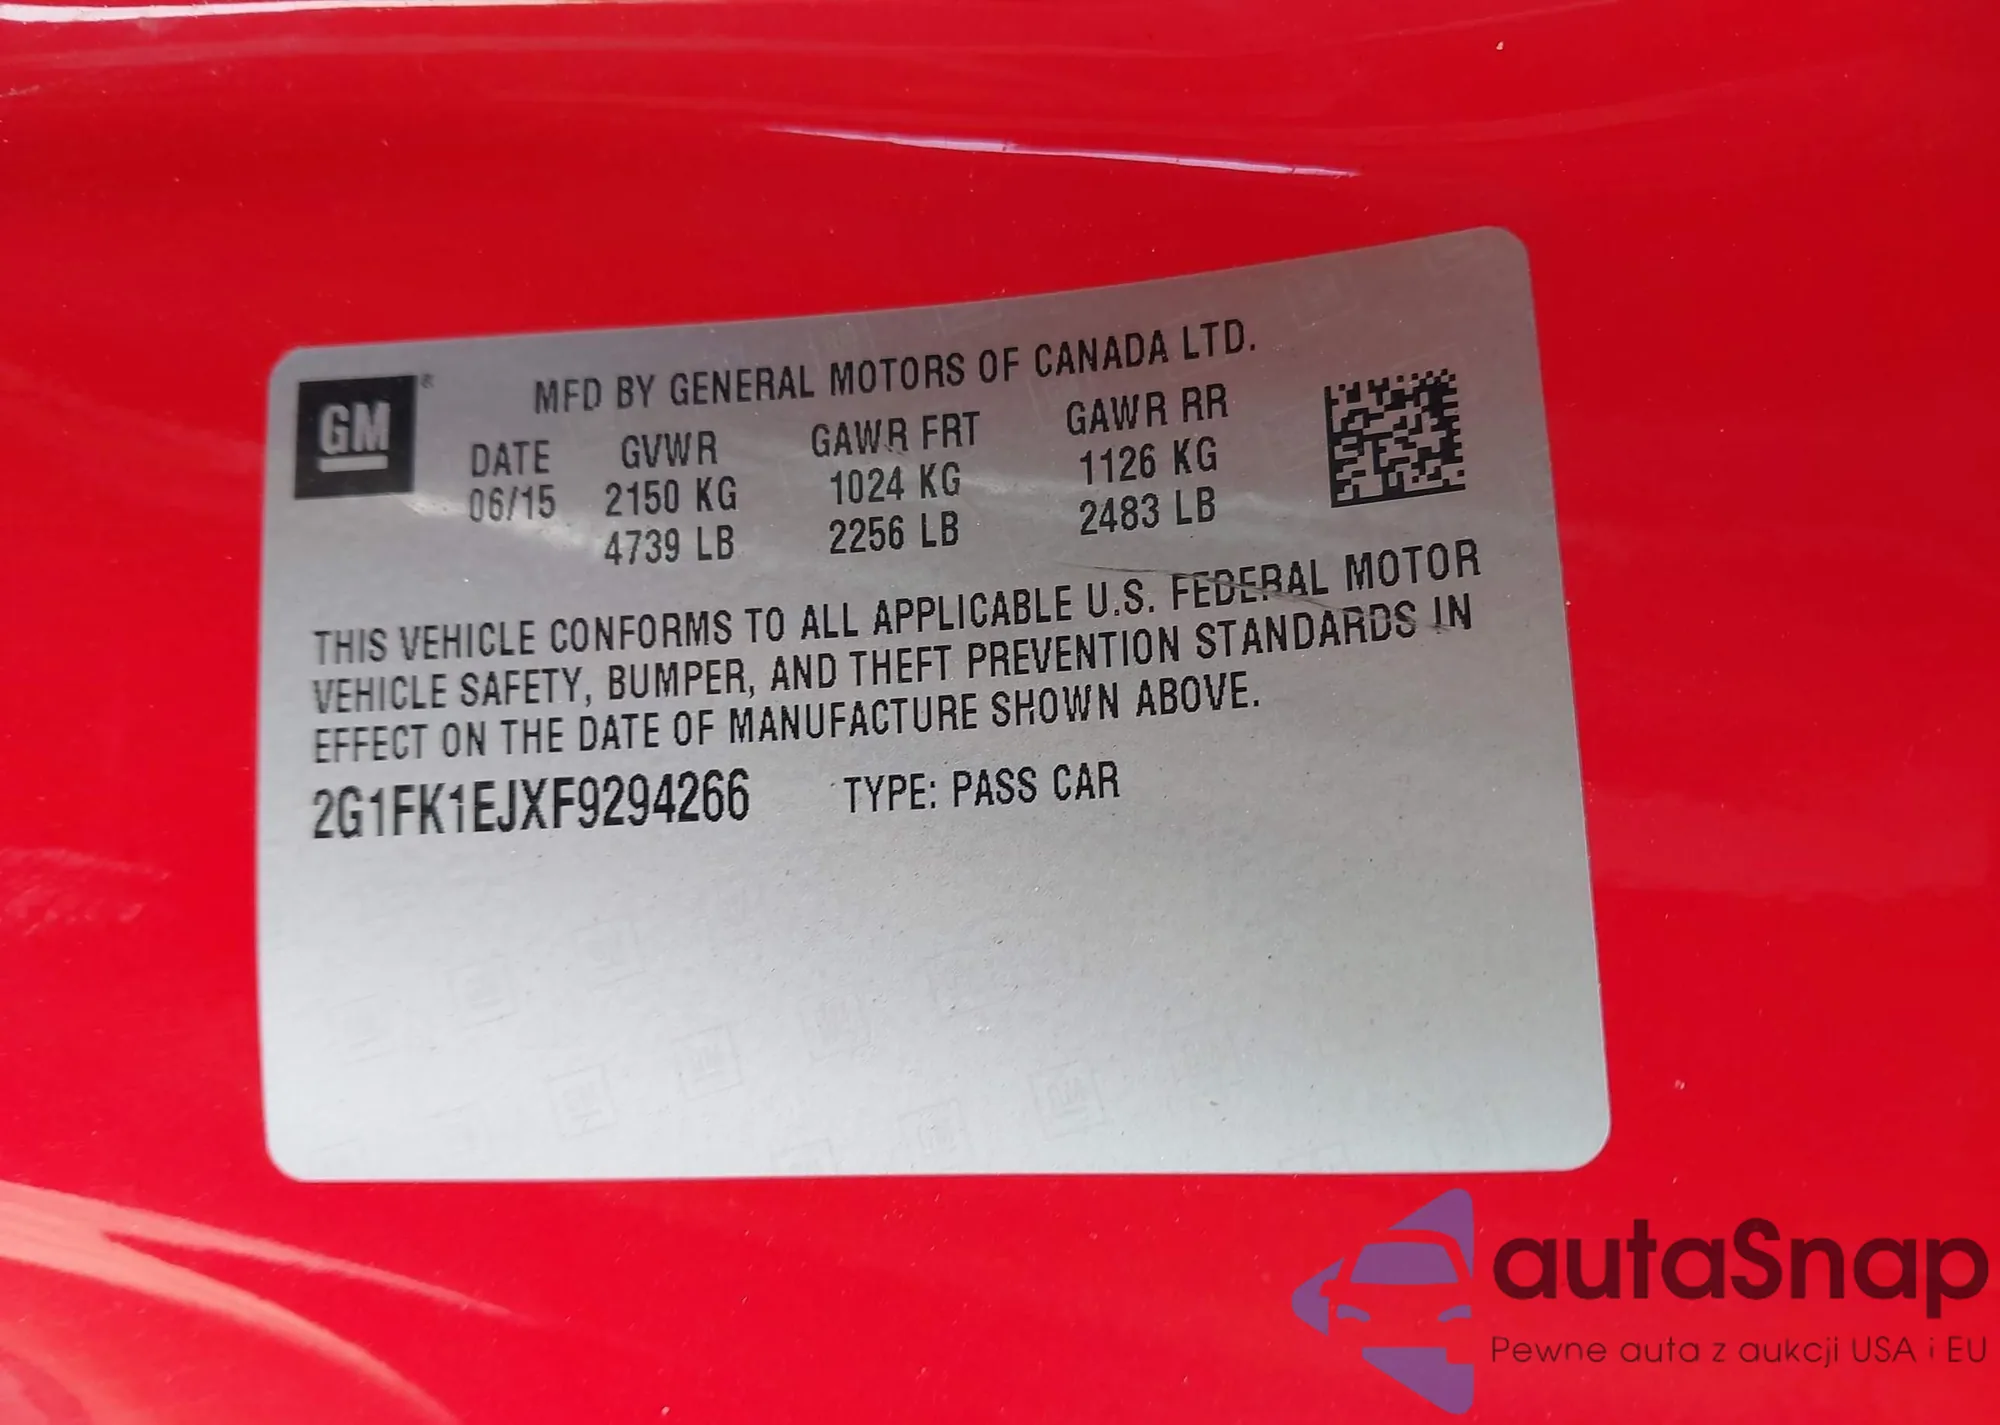 GM®
MFD BY GENERAL MOTORS OF CANADA LTD.
DATE GVWR GAWR FRT GAWR RR
06/15 2150 KG 1024 KG 1126 KG
4739 LB 2256 LB 2483 LB
THIS VEHICLE CONFORMS TO ALL APPLICABLE U.S. FEDERAL MOTOR
VEHICLE SAFETY, BUMPER, AND THEFT PREVENTION STANDARDS IN
EFFECT ON THE DATE OF MANUFACTURE SHOWN ABOVE.
2G1FK1EJXF9294266 TYPE: PASS CAR
autaSnap
Pewne auta z aukcji USA i EU